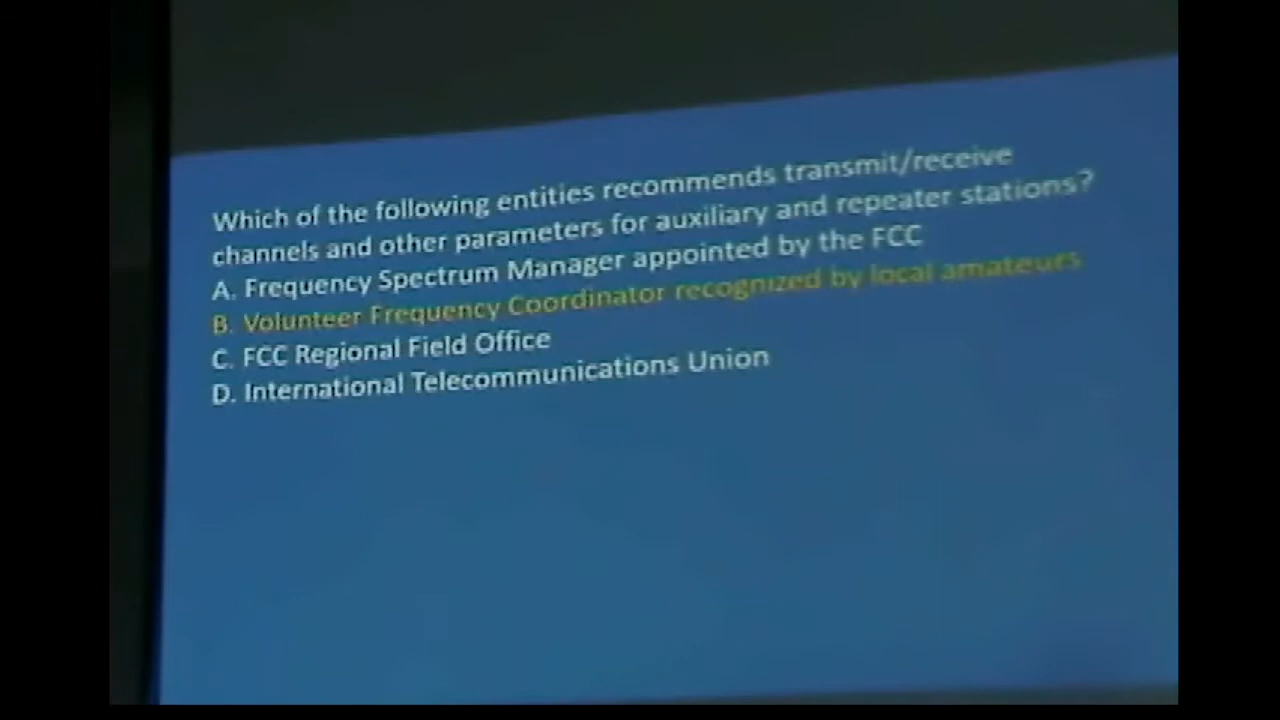 Which of the following entities recommends transmit/receive
channels and other parameters for auxiliary and repeater stations?
A. Frequency Spectrum Manager appointed by the FCC
B. Volunteer Frequency Coordinator recognized by local amateurs
C. FCC Regional Field Office
D. International Telecommunications Union